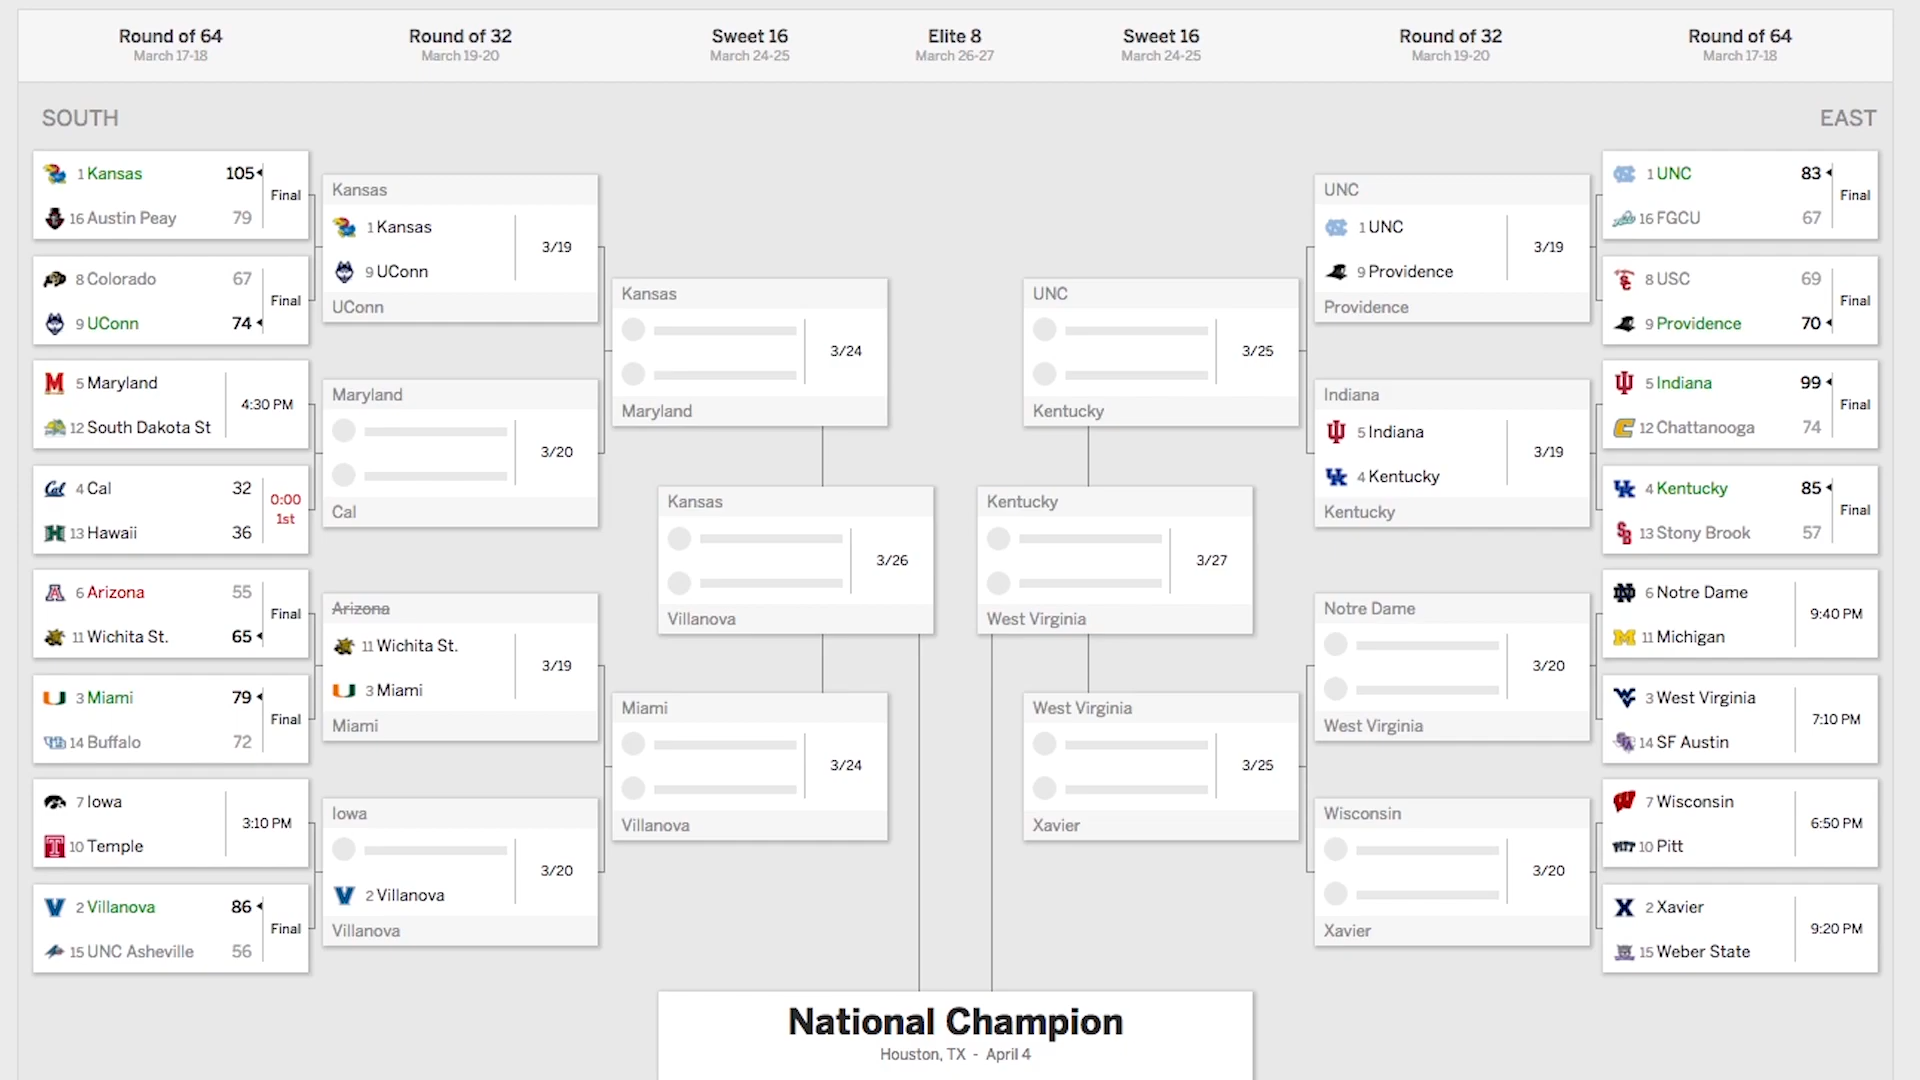 Round of 64
March 17-18
Round of 32
March 19-20
Sweet 16
March 24-25
Elite 8
March 26-27
Sweet 16
March 24-25
Round of 32
March 19-20
Round of 64
March 17-18
SOUTH
1 Kansas 105
16 Austin Peay 79
Final
8 Colorado 67
9 UConn 74
Final
5 Maryland
12 South Dakota St
4:30 PM
4 Cal 32
13 Hawaii 36
0:00
1st
6 Arizona 55
11 Wichita St. 65
Final
3 Miami 79
14 Buffalo 72
Final
7 Iowa
10 Temple
3:10 PM
2 Villanova 86
15 UNC Asheville 56
Final
Kansas
1 Kansas
9 UConn
3/19
UConn
Maryland
3/20
Cal
Arizona
11 Wichita St.
3 Miami
3/19
Miami
Iowa
2 Villanova
3/20
Villanova
Kansas
3/24
Maryland
Miami
3/24
Villanova
Kansas
3/26
Villanova
Kentucky
3/27
West Virginia
UNC
3/25
Kentucky
West Virginia
3/25
Xavier
UNC
1 UNC
9 Providence
3/19
Providence
Indiana
5 Indiana
4 Kentucky
3/19
Kentucky
Notre Dame
3/20
West Virginia
Wisconsin
3/20
Xavier
EAST
1 UNC 83
16 FGCU 67
Final
8 USC 69
9 Providence 70
Final
5 Indiana 99
12 Chattanooga 74
Final
4 Kentucky 85
13 Stony Brook 57
Final
6 Notre Dame
11 Michigan
9:40 PM
3 West Virginia
14 SF Austin
7:10 PM
7 Wisconsin
10 Pitt
6:50 PM
2 Xavier
15 Weber State
9:20 PM
National Champion
Houston, TX - April 4